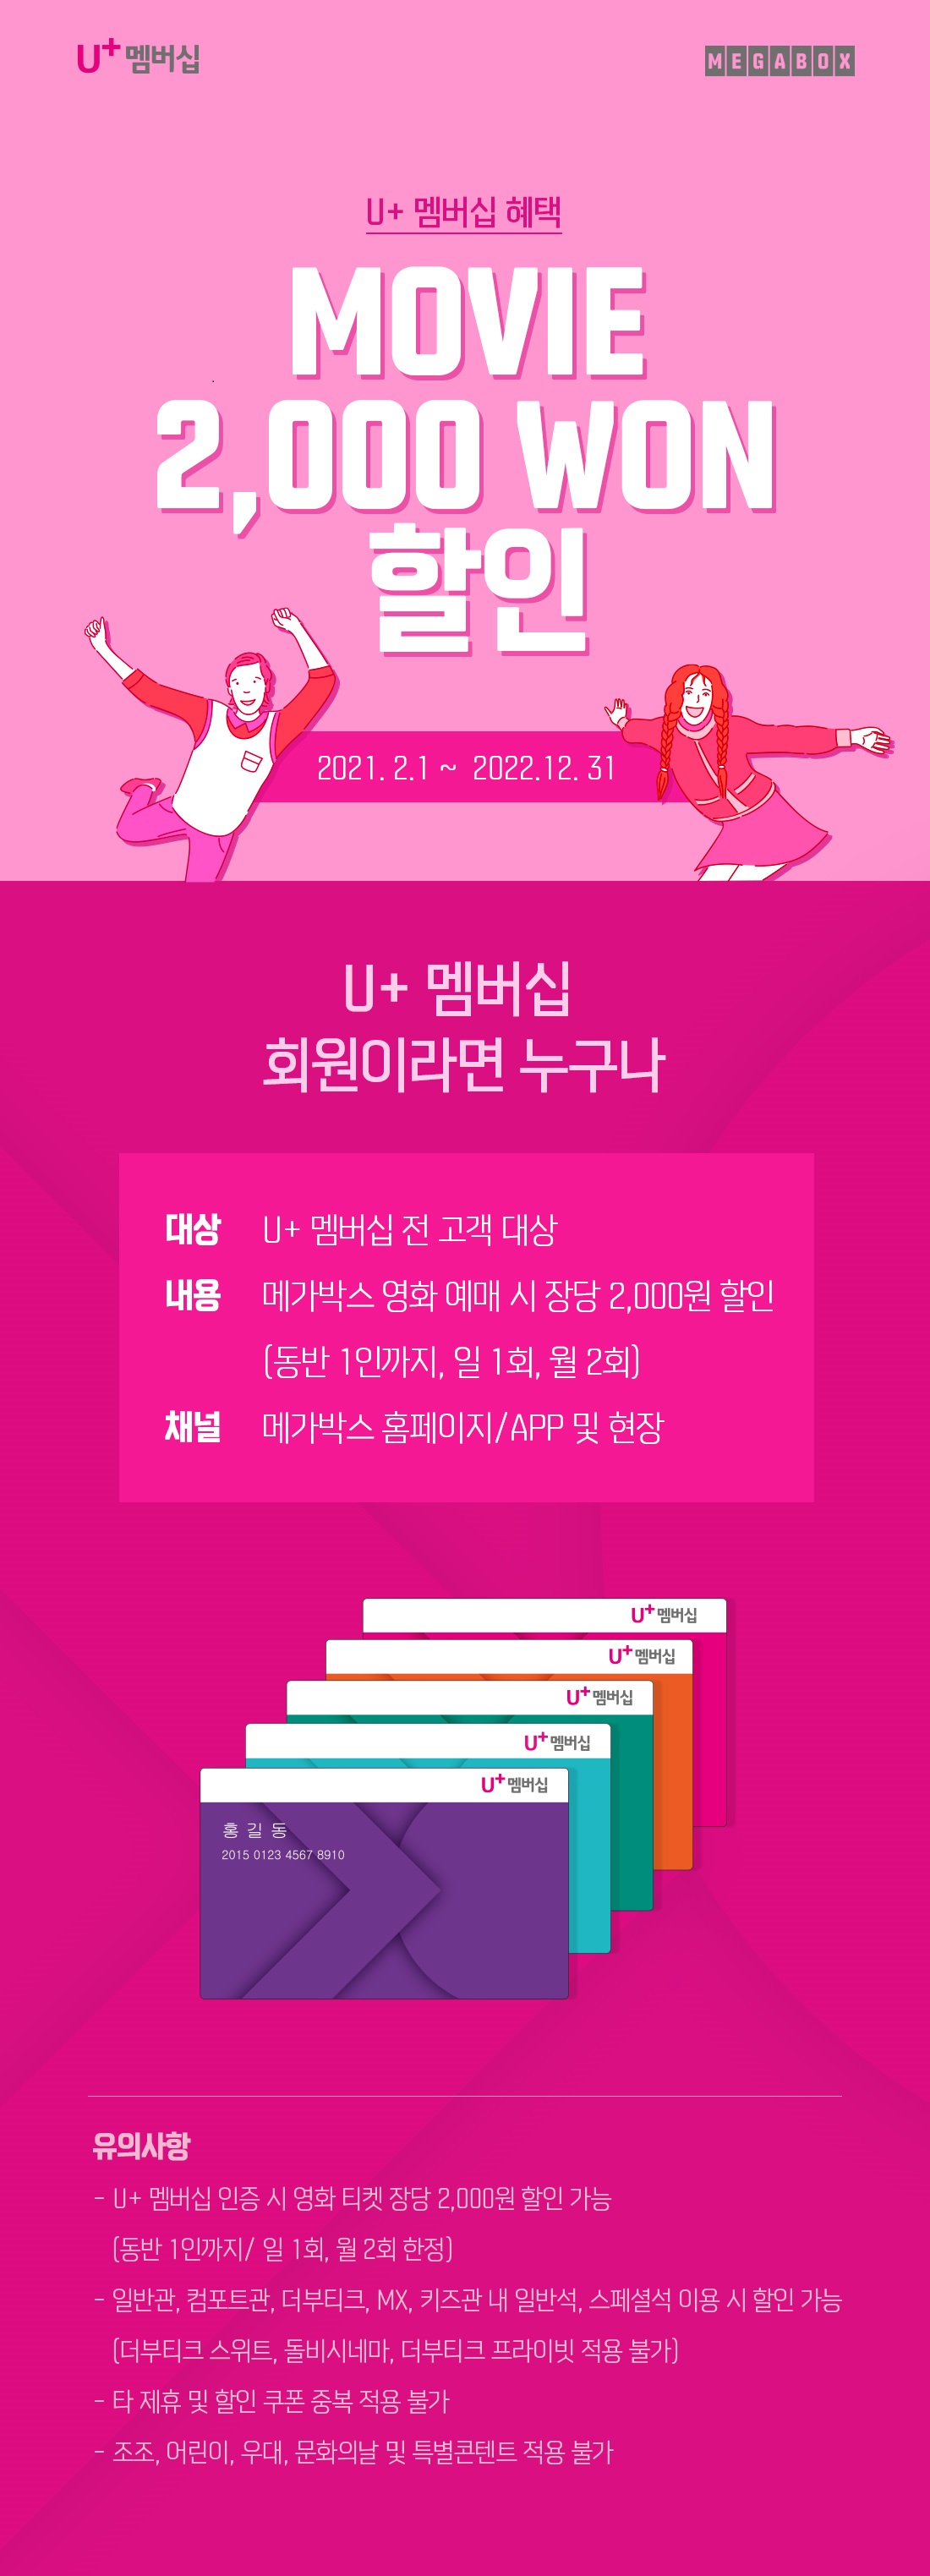 U+멤버십
MEGABOX
U+ 멤버십 혜택
MOVIE
2,000 WON
할인
2021. 2.1 ~ 2022.12. 31
U+ 멤버십
회원이라면 누구나
대상 U+ 멤버십 전 고객 대상
내용 메가박스 영화 예매 시 장당 2,000원 할인
(동반 1인까지, 일 1회, 월 2회)
채널 메가박스 홈페이지/APP 및 현장
U+멤버십
U+멤버십
U+멤버십
U+멤버십
U+멤버십
홍 길 동
2015 0123 4567 8910
유의사항
- U+ 멤버십 인증 시 영화 티켓 장당 2,000원 할인 가능
(동반 1인까지/ 일 1회, 월 2회 한정)
- 일반관, 컴포트관, 더부티크, MX, 키즈관 내 일반석, 스페셜석 이용 시 할인 가능
(더부티크 스위트, 돌비시네마, 더부티크 프라이빗 적용 불가)
- 타 제휴 및 할인 쿠폰 중복 적용 불가
- 조조, 어린이, 우대, 문화의날 및 특별콘텐트 적용 불가